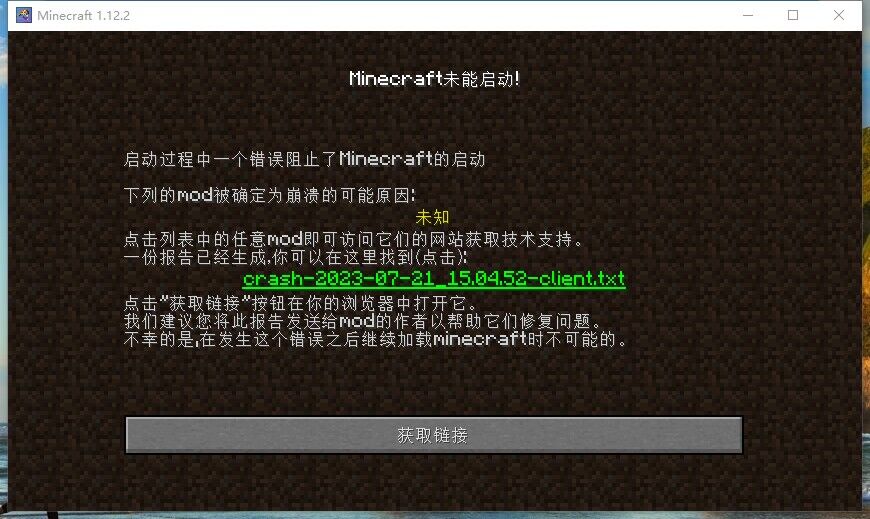 Minecraft 1.12.2
Minecraft未能启动!
启动过程中一个错误阻止了Minecraft的启动
下列的mod被确定为崩溃的可能原因:
未知
点击列表中的任意mod即可访问它们的网站获取技术支持。
一份报告已经生成,你可以在这里找到(点击):
crash-2023-07-21_15.04.52-client.txt
点击"获取链接"按钮在你的浏览器中打开它。
我们建议您将此报告发送给mod的作者以帮助它们修复问题。
不幸的是,在发生这个错误之后继续加载minecraft时不可能的。
获取链接